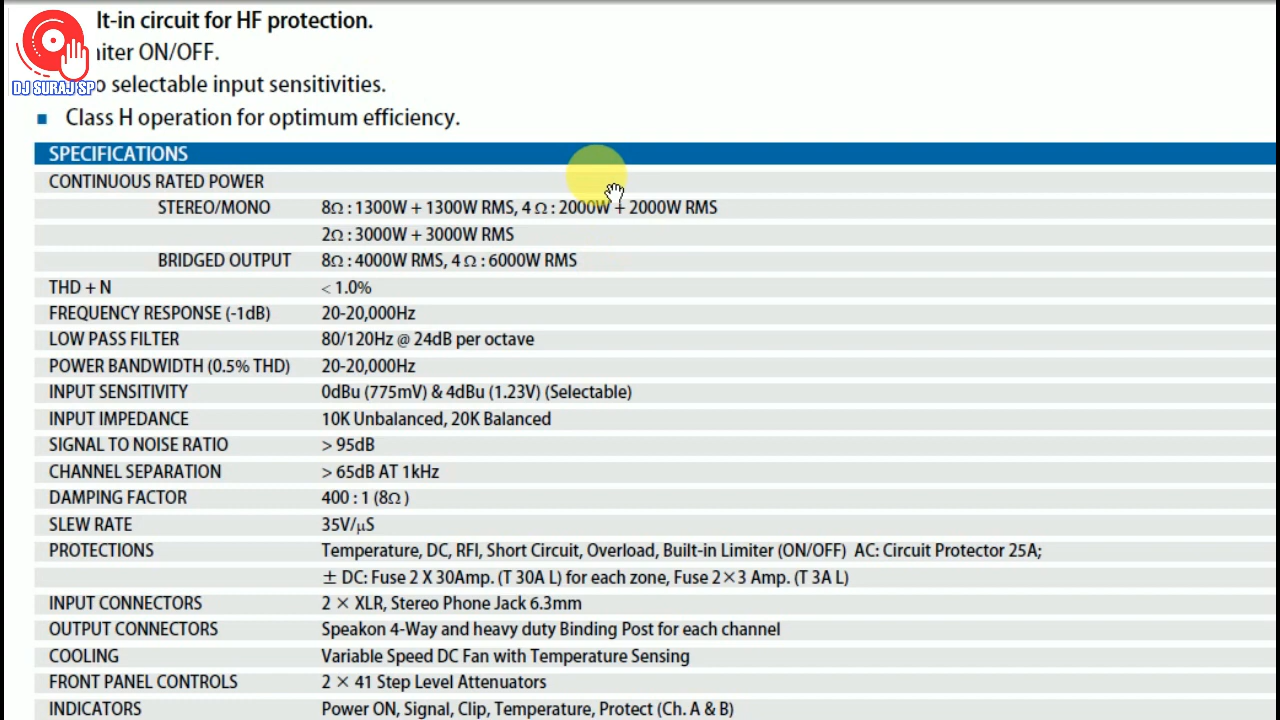 lt-in circuit for HF protection.
miter ON/OFF.
o selectable input sensitivities.
DJ SURAJ SP
■ Class H operation for optimum efficiency.
SPECIFICATIONS
CONTINUOUS RATED POWER
STEREO/MONO 8Ω : 1300W + 1300W RMS, 4 Ω : 2000W + 2000W RMS
2Ω : 3000W + 3000W RMS
BRIDGED OUTPUT 8Ω : 4000W RMS, 4 Ω : 6000W RMS
THD + N < 1.0%
FREQUENCY RESPONSE (-1dB) 20-20,000Hz
LOW PASS FILTER 80/120Hz @ 24dB per octave
POWER BANDWIDTH (0.5% THD) 20-20,000Hz
INPUT SENSITIVITY 0dBu (775mV) & 4dBu (1.23V) (Selectable)
INPUT IMPEDANCE 10K Unbalanced, 20K Balanced
SIGNAL TO NOISE RATIO > 95dB
CHANNEL SEPARATION > 65dB AT 1kHz
DAMPING FACTOR 400 : 1 (8Ω )
SLEW RATE 35V/μS
PROTECTIONS Temperature, DC, RFI, Short Circuit, Overload, Built-in Limiter (ON/OFF) AC: Circuit Protector 25A;
± DC: Fuse 2 X 30Amp. (T 30A L) for each zone, Fuse 2×3 Amp. (T 3A L)
INPUT CONNECTORS 2 × XLR, Stereo Phone Jack 6.3mm
OUTPUT CONNECTORS Speakon 4-Way and heavy duty Binding Post for each channel
COOLING Variable Speed DC Fan with Temperature Sensing
FRONT PANEL CONTROLS 2 × 41 Step Level Attenuators
INDICATORS Power ON, Signal, Clip, Temperature, Protect (Ch. A & B)